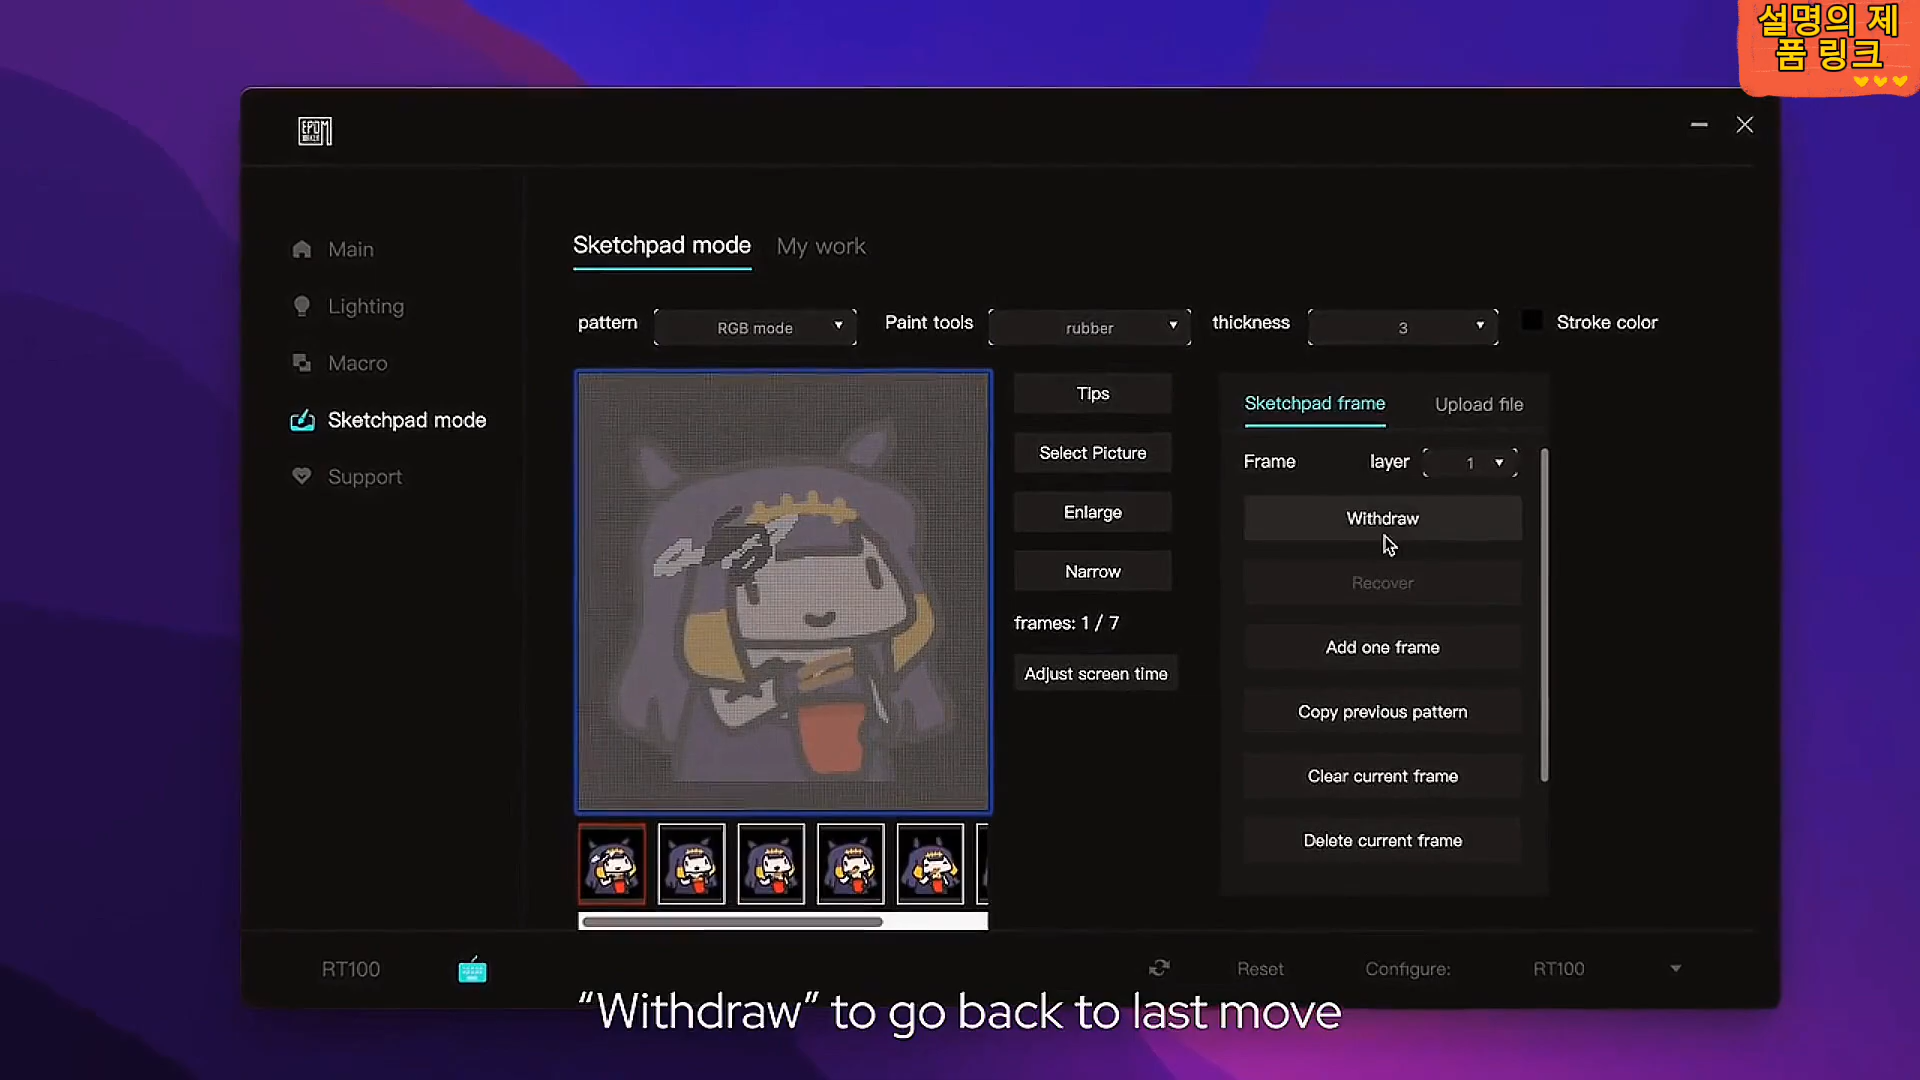 설명의 제
품 링크
EPOM
Main
Lighting
Macro
Sketchpad mode
Support
Sketchpad mode My work
pattern RGB mode Paint tools rubber thickness 3 Stroke color
Tips
Select Picture
Enlarge
Narrow
frames: 1 / 7
Adjust screen time
Sketchpad frame Upload file
Frame layer 1
Withdraw
Recover
Add one frame
Copy previous pattern
Clear current frame
Delete current frame
RT100 Reset Configure: RT100
“Withdraw” to go back to last move